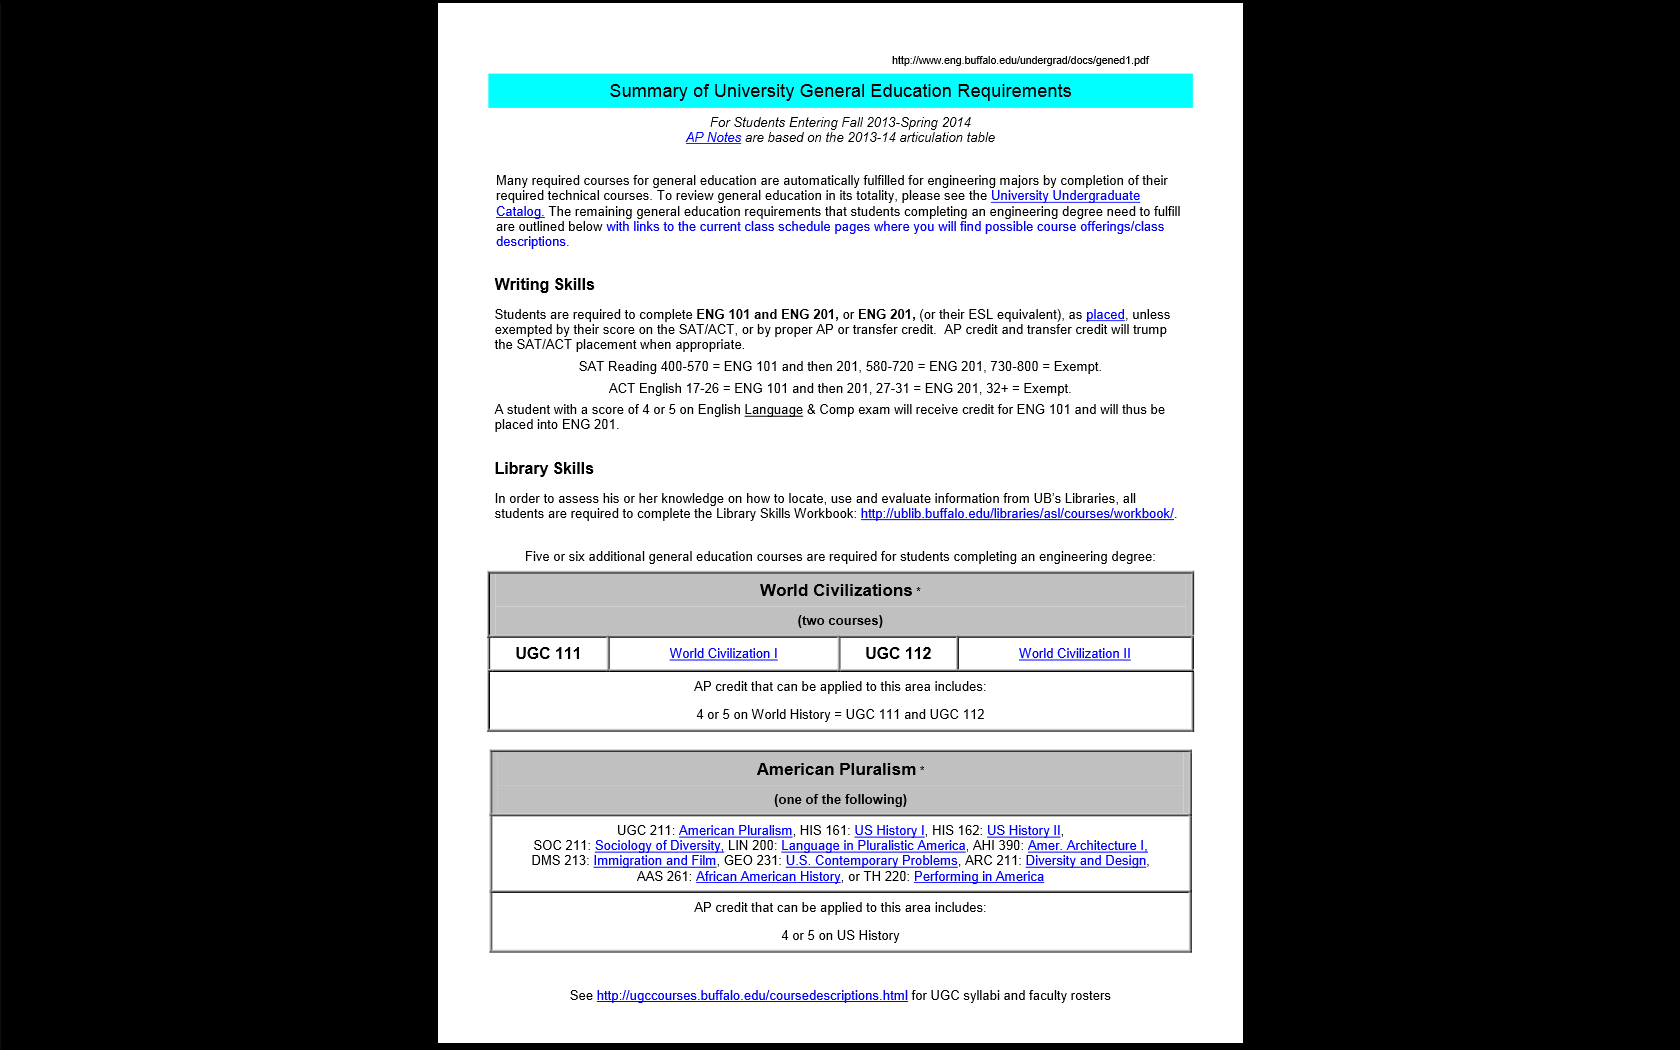 http://www.eng.buffalo.edu/undergrad/docs/gened1.pdf
Summary of University General Education Requirements
For Students Entering Fall 2013-Spring 2014
AP Notes are based on the 2013-14 articulation table
Many required courses for general education are automatically fulfilled for engineering majors by completion of their
required technical courses. To review general education in its totality, please see the University Undergraduate
Catalog. The remaining general education requirements that students completing an engineering degree need to fulfill
are outlined below with links to the current class schedule pages where you will find possible course offerings/class
descriptions.
Writing Skills
Students are required to complete ENG 101 and ENG 201, or ENG 201, (or their ESL equivalent), as placed, unless
exempted by their score on the SAT/ACT, or by proper AP or transfer credit.  AP credit and transfer credit will trump
the SAT/ACT placement when appropriate.
SAT Reading 400-570 = ENG 101 and then 201, 580-720 = ENG 201, 730-800 = Exempt.
ACT English 17-26 = ENG 101 and then 201, 27-31 = ENG 201, 32+ = Exempt.
A student with a score of 4 or 5 on English Language & Comp exam will receive credit for ENG 101 and will thus be
placed into ENG 201.
Library Skills
In order to assess his or her knowledge on how to locate, use and evaluate information from UB's Libraries, all
students are required to complete the Library Skills Workbook: http://ublib.buffalo.edu/libraries/asl/courses/workbook/.
Five or six additional general education courses are required for students completing an engineering degree:
World Civilizations *
(two courses)
UGC 111 World Civilization I UGC 112 World Civilization II
AP credit that can be applied to this area includes:
4 or 5 on World History = UGC 111 and UGC 112
American Pluralism *
(one of the following)
UGC 211: American Pluralism, HIS 161: US History I, HIS 162: US History II,
SOC 211: Sociology of Diversity, LIN 200: Language in Pluralistic America, AHI 390: Amer. Architecture I,
DMS 213: Immigration and Film, GEO 231: U.S. Contemporary Problems, ARC 211: Diversity and Design,
AAS 261: African American History, or TH 220: Performing in America
AP credit that can be applied to this area includes:
4 or 5 on US History
See http://ugccourses.buffalo.edu/coursedescriptions.html for UGC syllabi and faculty rosters